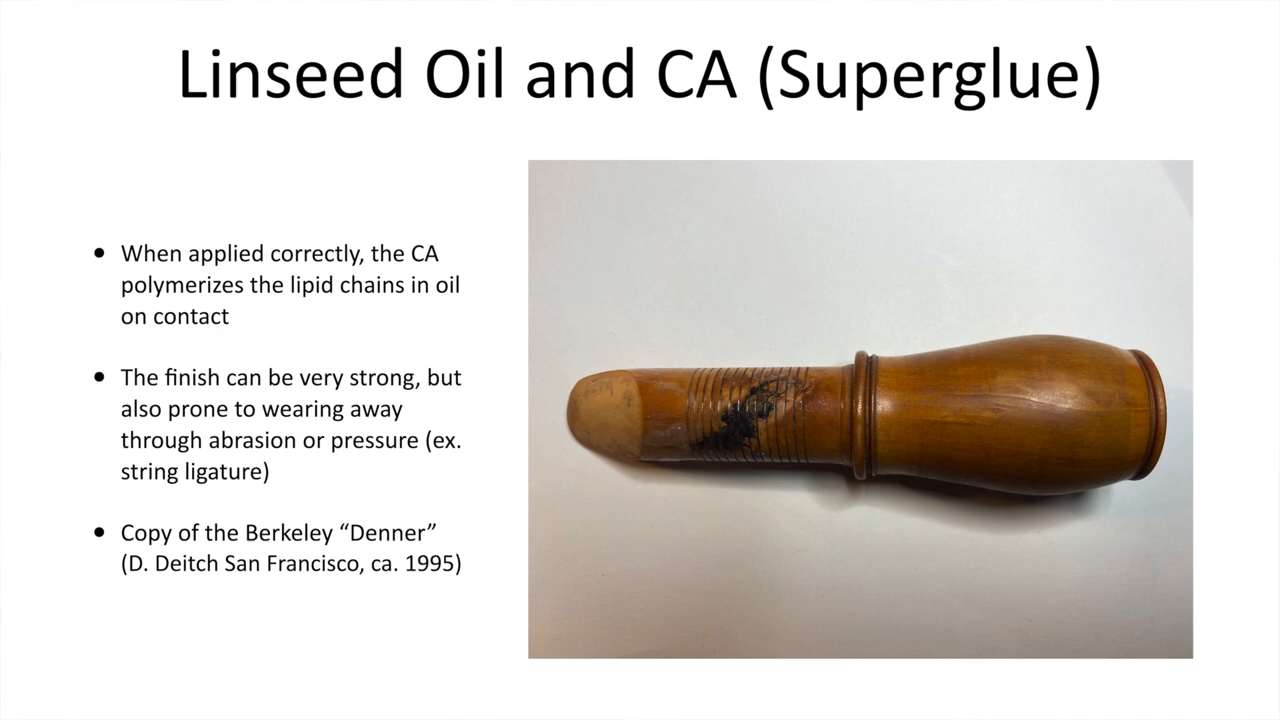 Linseed Oil and CA (Superglue)
• When applied correctly, the CA
polymerizes the lipid chains in oil
on contact
• The finish can be very strong, but
also prone to wearing away
through abrasion or pressure (ex.
string ligature)
• Copy of the Berkeley “Denner”
(D. Deitch San Francisco, ca. 1995)